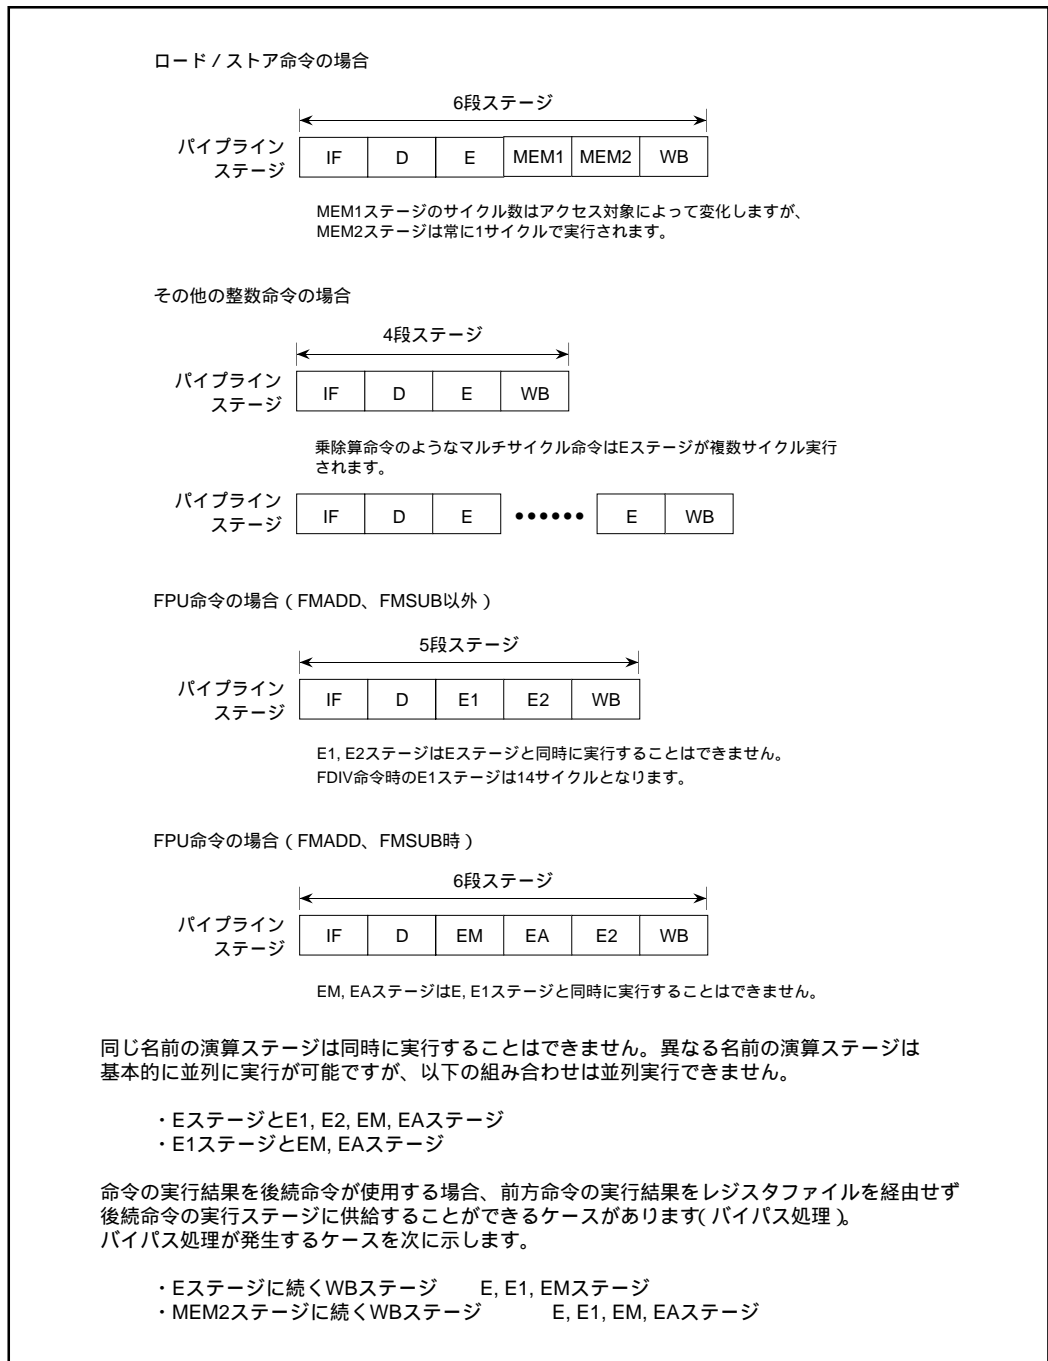 ロード / ストア命令の場合
6段ステージ
パイプライン
ステージ
IF D E MEM1 MEM2 WB
MEM1ステージのサイクル数はアクセス対象によって変化しますが、
MEM2ステージは常に1サイクルで実行されます。
その他の整数命令の場合
4段ステージ
パイプライン
ステージ
IF D E WB
乗除算命令のようなマルチサイクル命令はEステージが複数サイクル実行
されます。
パイプライン
ステージ
IF D E •••••• E WB
FPU命令の場合 ( FMADD、FMSUB以外 )
5段ステージ
パイプライン
ステージ
IF D E1 E2 WB
E1, E2ステージはEステージと同時に実行することはできません。
FDIV命令時のE1ステージは14サイクルとなります。
FPU命令の場合 ( FMADD、FMSUB時 )
6段ステージ
パイプライン
ステージ
IF D EM EA E2 WB
EM, EAステージはE, E1ステージと同時に実行することはできません。
同じ名前の演算ステージは同時に実行することはできません。異なる名前の演算ステージは
基本的に並列に実行が可能ですが、以下の組み合わせは並列実行できません。
・EステージとE1, E2, EM, EAステージ
・E1ステージとEM, EAステージ
命令の実行結果を後続命令が使用する場合、前方命令の実行結果をレジスタファイルを経由せず
後続命令の実行ステージに供給することができるケースがあります( バイパス処理 )。
バイパス処理が発生するケースを次に示します。
・Eステージに続くWBステージ E, E1, EMステージ
・MEM2ステージに続くWBステージ E, E1, EM, EAステージ